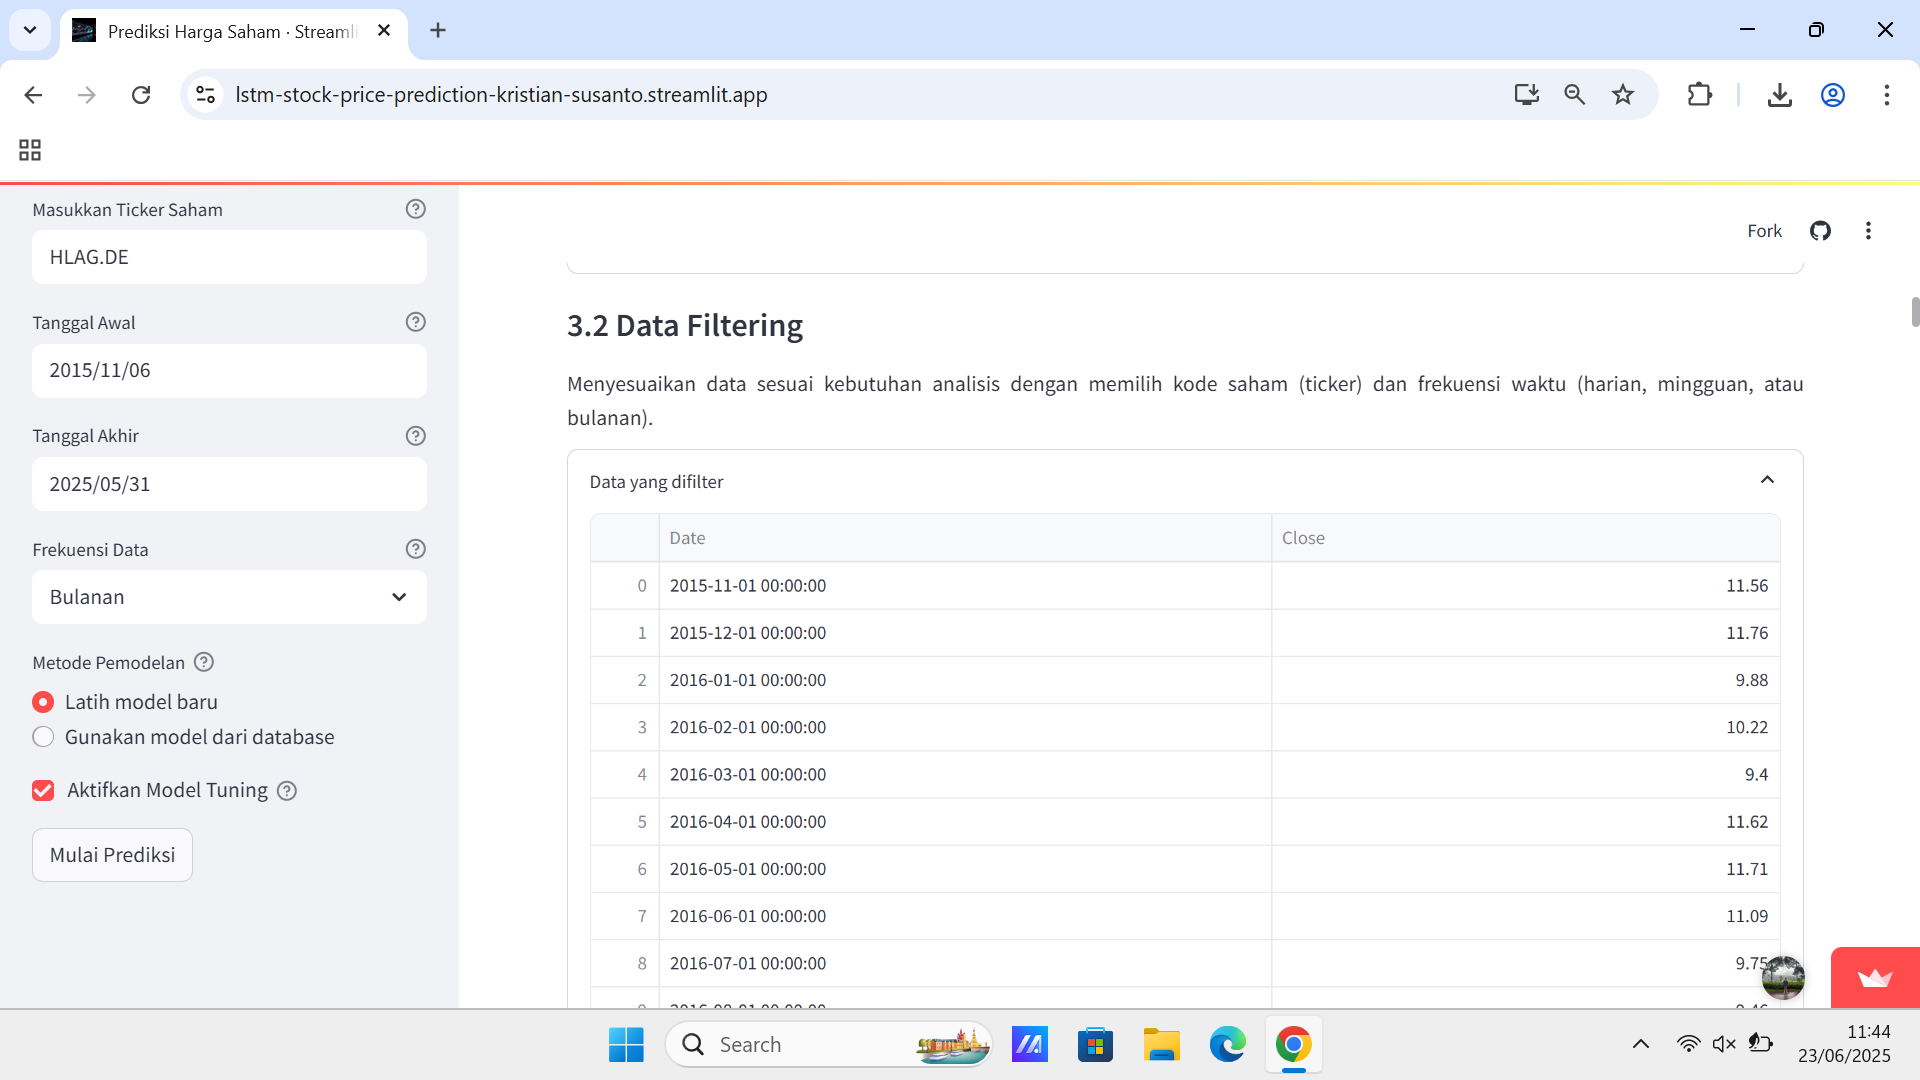 Prediksi Harga Saham · Streamli
lstm-stock-price-prediction-kristian-susanto.streamlit.app
Masukkan Ticker Saham
HLAG.DE
Tanggal Awal
2015/11/06
Tanggal Akhir
2025/05/31
Frekuensi Data
Bulanan
Metode Pemodelan
Latih model baru
Gunakan model dari database
Aktifkan Model Tuning
Mulai Prediksi
Fork
3.2 Data Filtering
Menyesuaikan data sesuai kebutuhan analisis dengan memilih kode saham (ticker) dan frekuensi waktu (harian, mingguan, atau
bulanan).
Data yang difilter
Date Close
0 2015-11-01 00:00:00 11.56
1 2015-12-01 00:00:00 11.76
2 2016-01-01 00:00:00 9.88
3 2016-02-01 00:00:00 10.22
4 2016-03-01 00:00:00 9.4
5 2016-04-01 00:00:00 11.62
6 2016-05-01 00:00:00 11.71
7 2016-06-01 00:00:00 11.09
8 2016-07-01 00:00:00 9.75
Search
11:44
23/06/2025